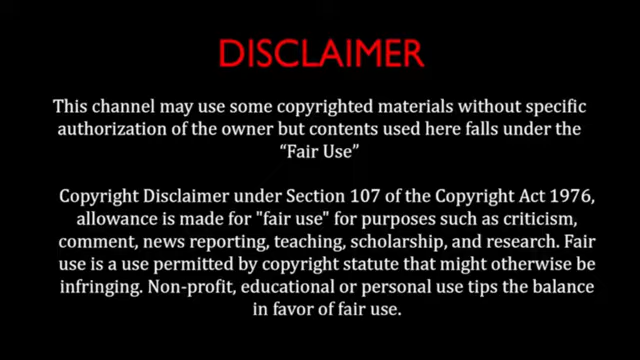 DISCLAIMER
This channel may use some copyrighted materials without specific
authorization of the owner but contents used here falls under the
“Fair Use”
Copyright Disclaimer under Section 107 of the Copyright Act 1976,
allowance is made for "fair use" for purposes such as criticism,
comment, news reporting, teaching, scholarship, and research. Fair
use is a use permitted by copyright statute that might otherwise be
infringing. Non-profit, educational or personal use tips the balance
in favor of fair use.